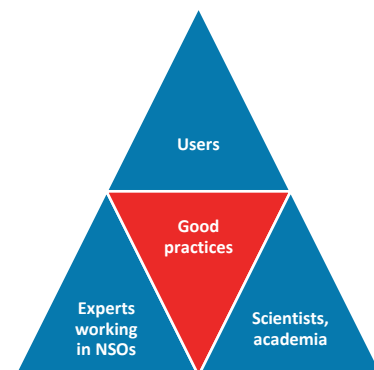 Users
Good
practices
Experts
working
in NSOs
Scientists,
academia